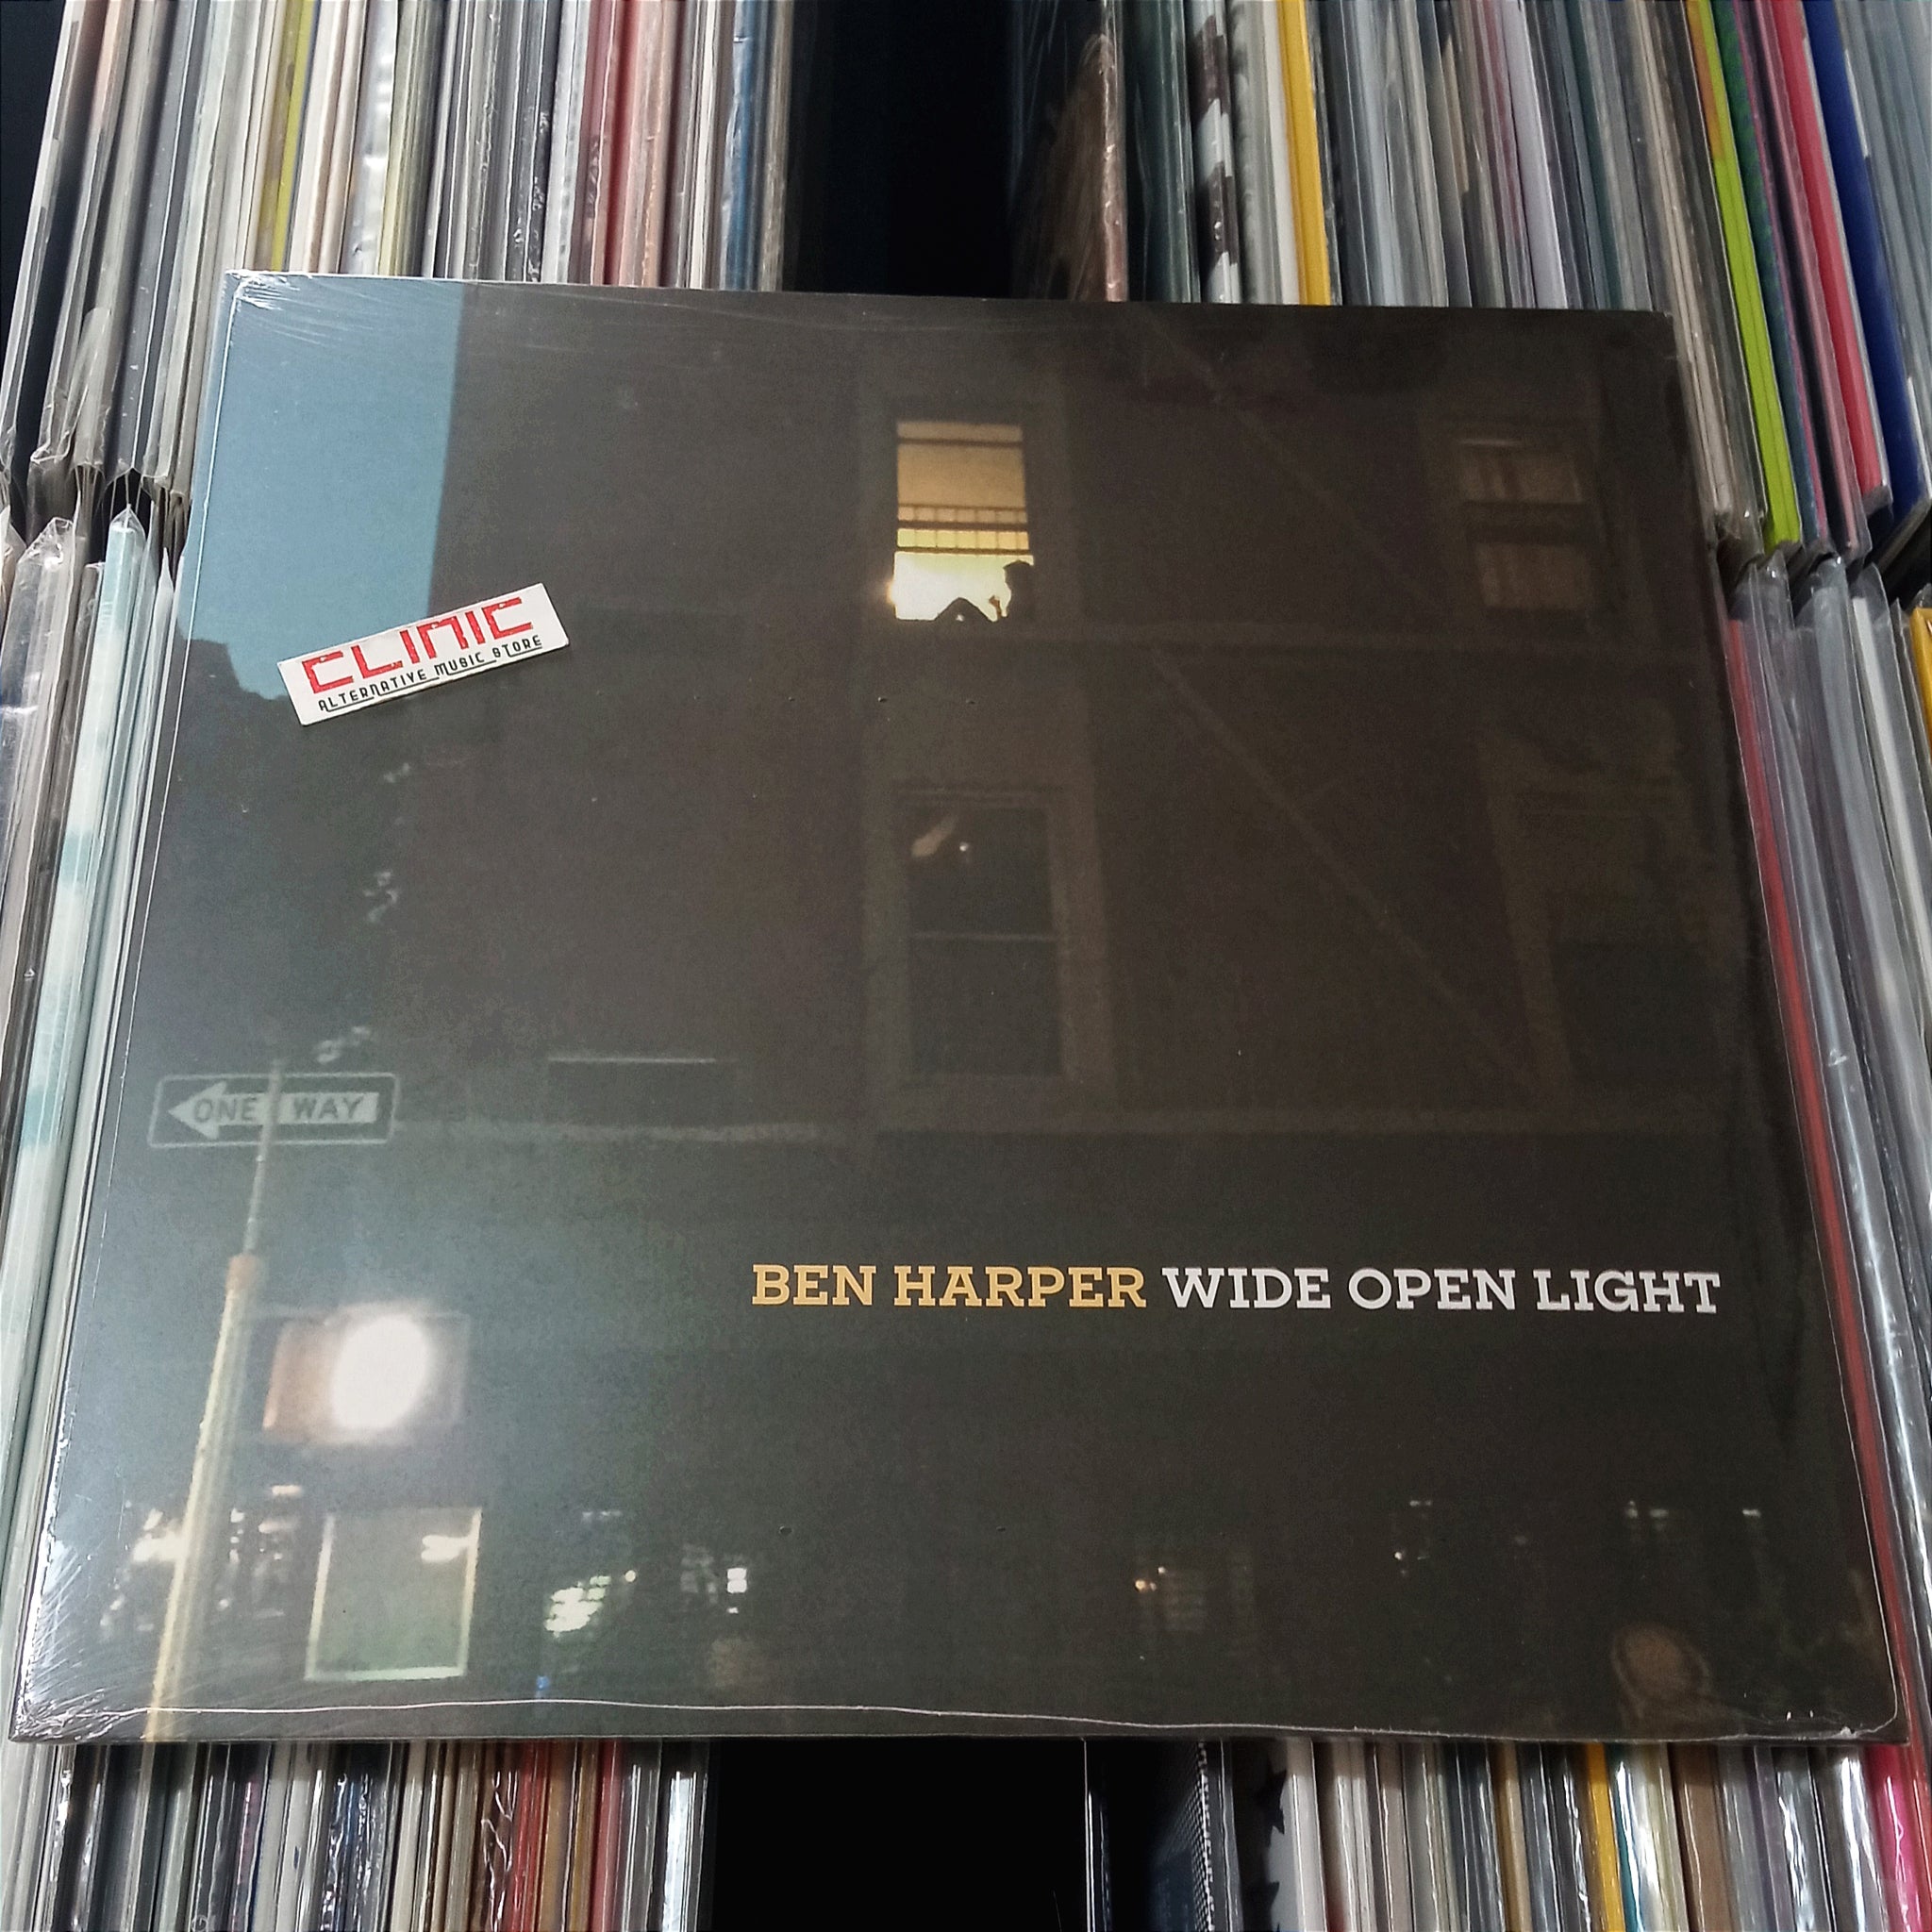 CLINIC
ALTERNATIVE MUSIC STORE
ONE WAY
BEN HARPER WIDE OPEN LIGHT